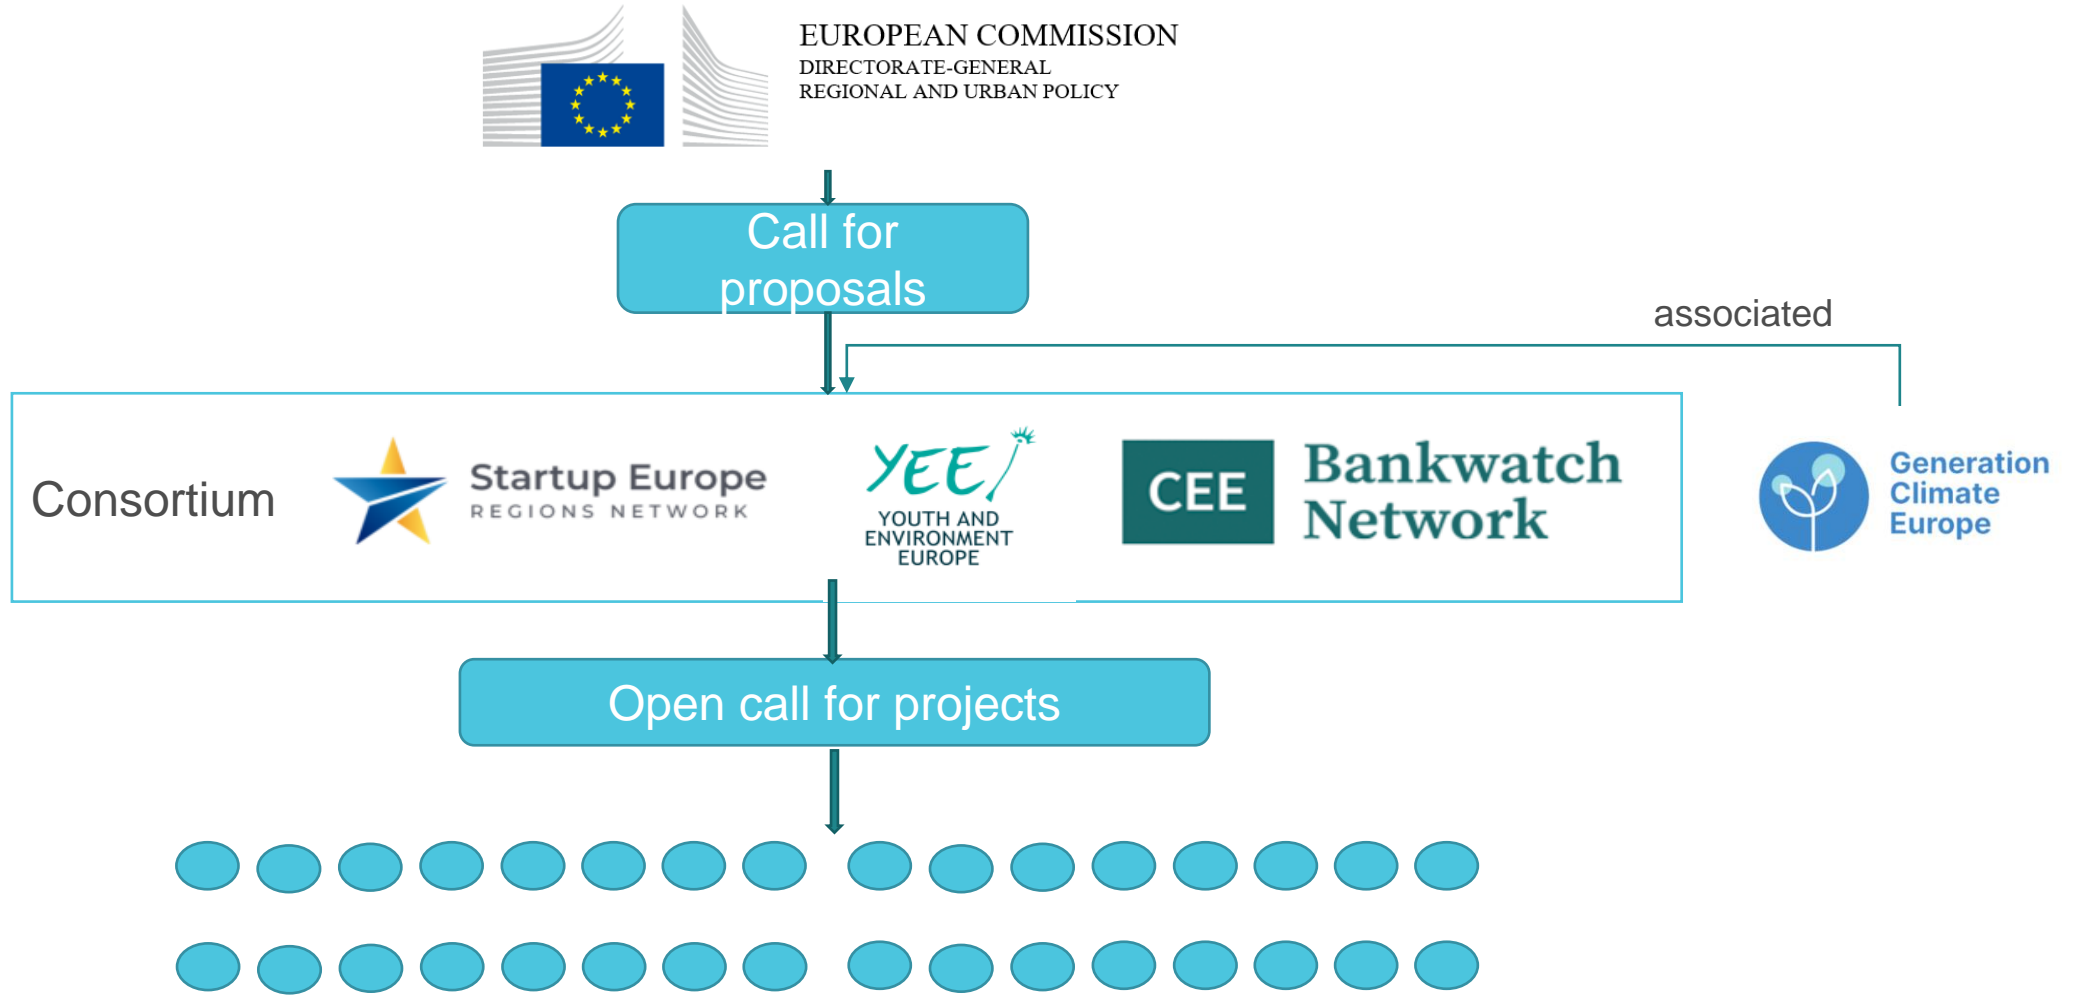 EUROPEAN COMMISSION
DIRECTORATE-GENERAL
REGIONAL AND URBAN POLICY
Call for
proposals
associated
Consortium
Startup Europe
REGIONS NETWORK
YEE
YOUTH AND
ENVIRONMENT
EUROPE
CEE
Bankwatch
Network
Generation
Climate
Europe
Open call for projects